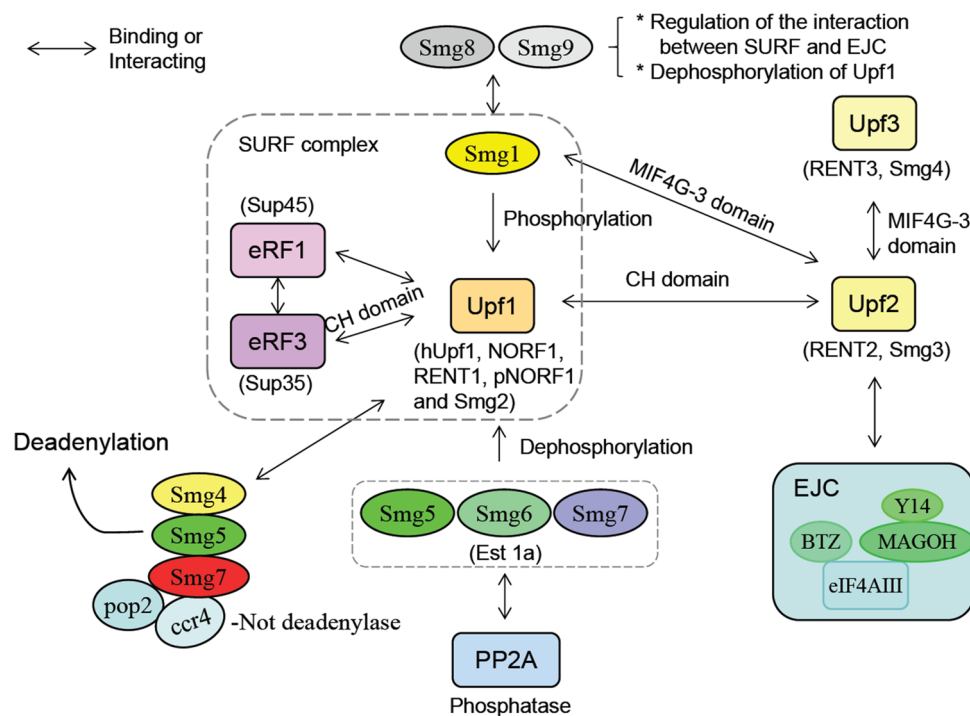 Binding or
Interacting
Smg8
Smg9
* Regulation of the interaction
between SURF and EJC
* Dephosphorylation of Upf1
SURF complex
Smg1
MIF4G-3 domain
Upf3
(RENT3, Smg4)
Phosphorylation
MIF4G-3
domain
(Sup45)
eRF1
CH domain
eRF3
(Sup35)
Upf1
(hUpf1, NORF1,
RENT1, pNORF1
and Smg2)
CH domain
Upf2
(RENT2, Smg3)
Deadenylation
Dephosphorylation
Smg4
Smg5
Smg7
pop2
ccr4
-Not deadenylase
Smg5
Smg6
Smg7
(Est 1a)
PP2A
Phosphatase
EJC
Y14
BTZ
MAGOH
eIF4AIII